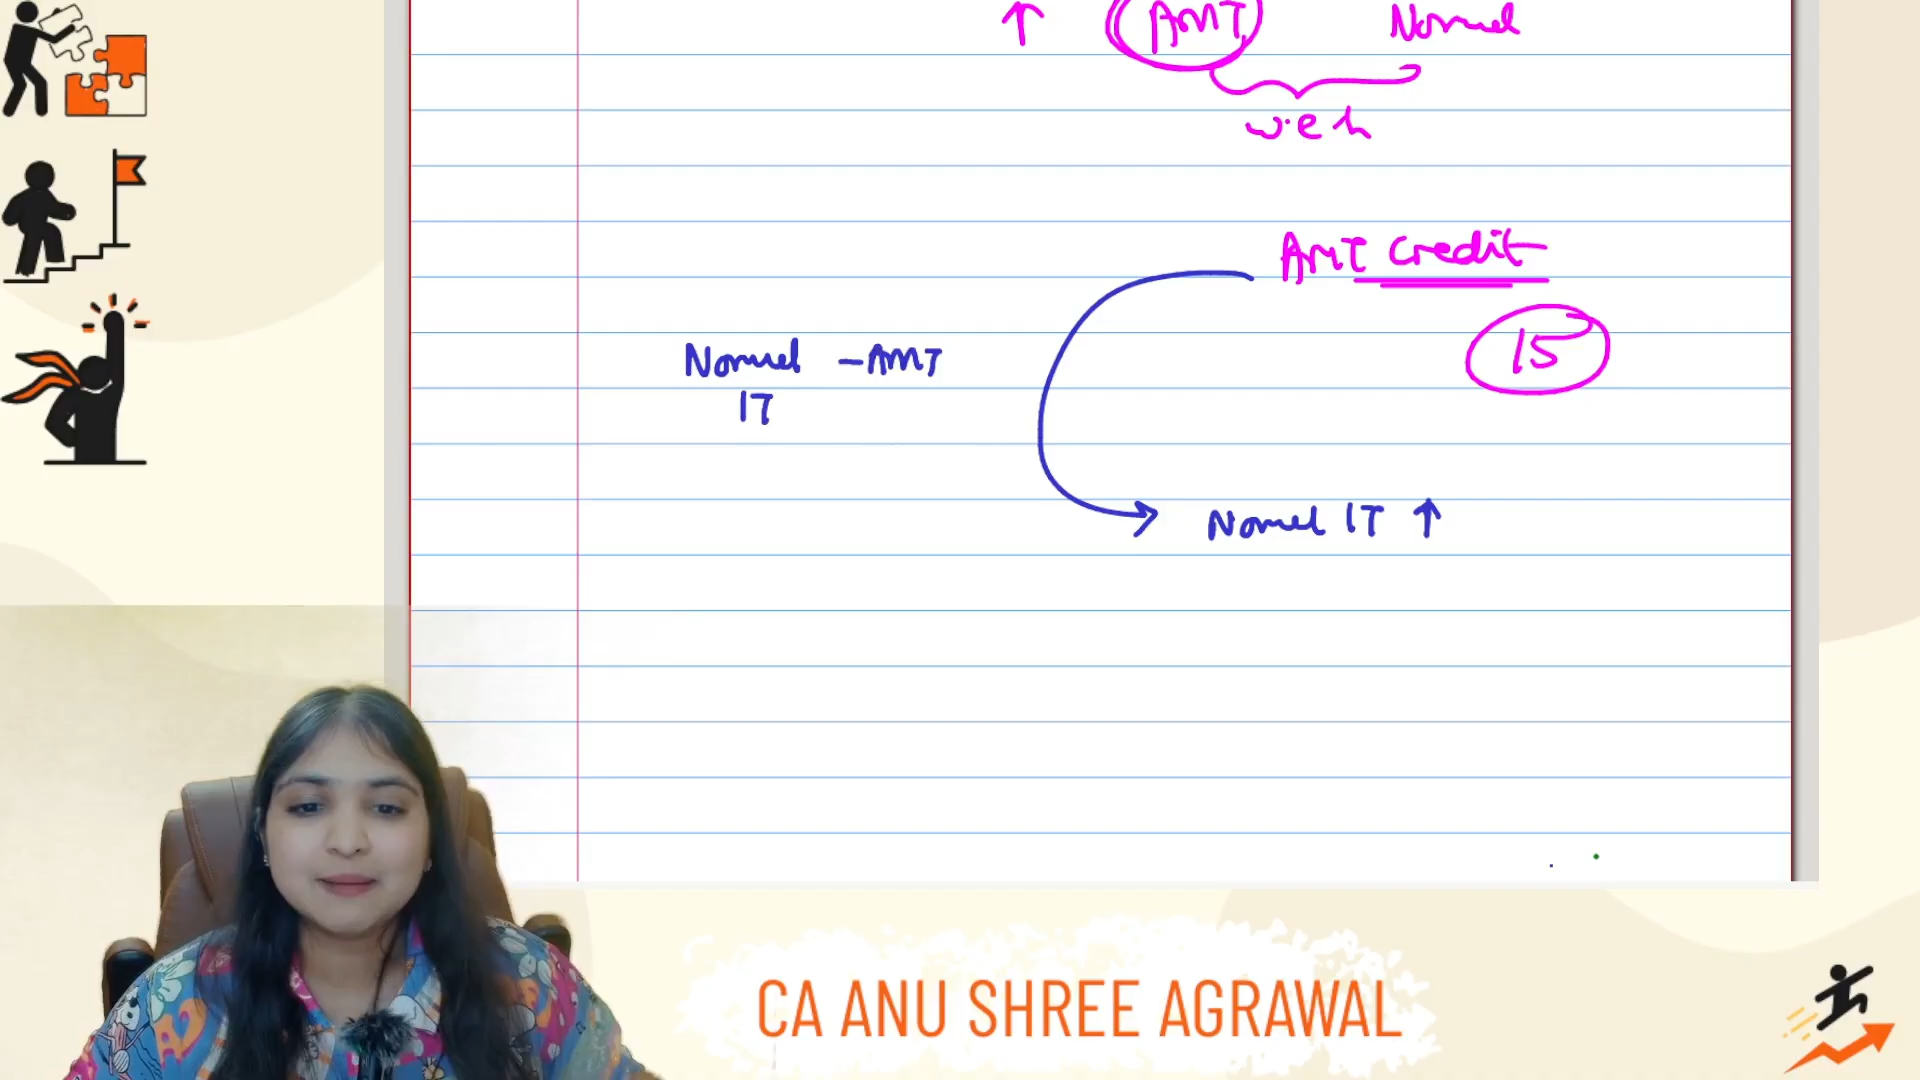 ↑ AMT Normal
w.e.h
AMT Credit
15
Normal – AMT
IT
Normal IT ↑
CA ANU SHREE AGRAWAL